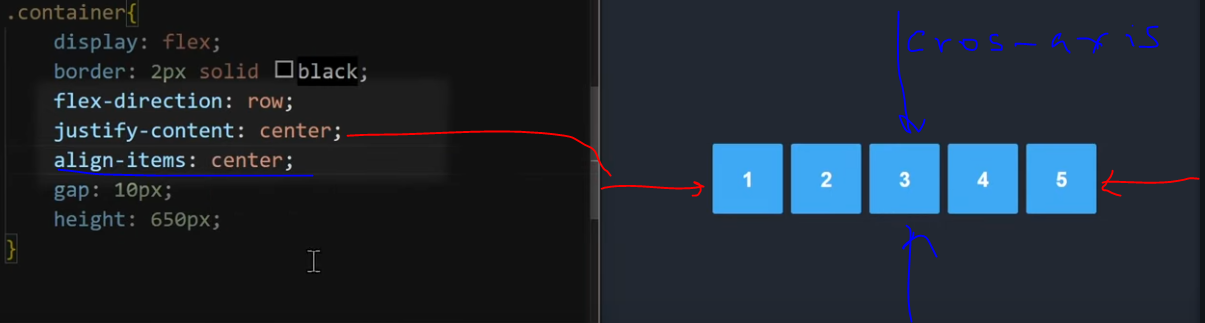 .container{
display: flex;
border: 2px solid black;
flex-direction: row;
justify-content: center;
align-items: center;
gap: 10px;
height: 650px;
}
cros-axis
1 2 3 4 5